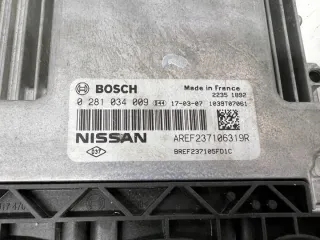 BOSCH Made in France
2235 1892
0 281 034 009 17-03-07 1039T07061
NISSAN AREF237106319R
BREF237105FD1C